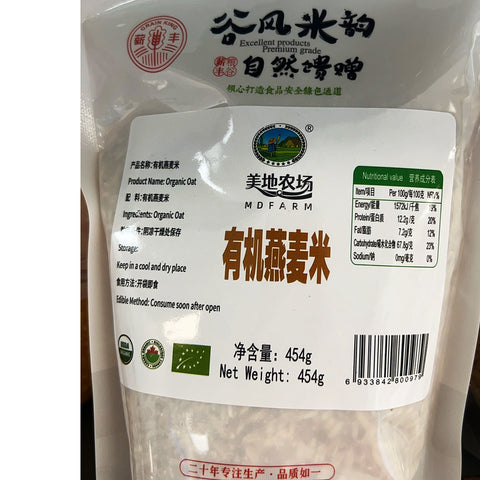 GRAIN KING
薪丰
谷风米韵
Excellent products
Premium grade
自然馈赠
倾心打造食品安全绿色通道
®
美地农场
MDFARM
产品名称:有机燕麦米
Product Name: Organic Oat
配 料:有机燕麦米
Ingredients: Organic Oat
阴凉干燥处保存
Storage:
Keep in a cool and dry place
食用方法:开袋即食
Edible Method: Consume soon after open
有机燕麦米
净含量: 454g
Net Weight: 454g
Nutritional value 营养成分表
Item/项目 Per 100g/每100克 NRV%
Energy/能量 1573kJ/千焦 19%
Protein/蛋白质 12.2g/克 20%
Fat/脂肪 7.2g/克 12%
Carbohydrate/碳水化合物 67.8g/克 23%
Sodium/钠 0mg/毫克 0%
6 933842 800979
二十年专注生产·品质如一